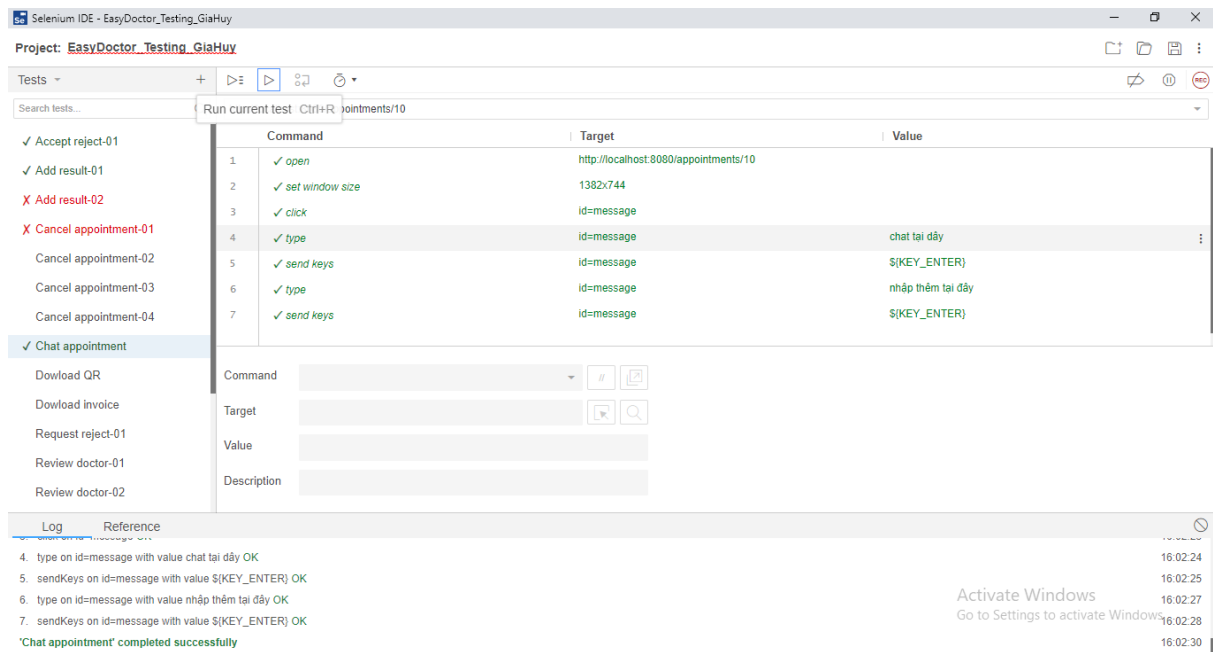 Selenium IDE - EasyDoctor_Testing_GiaHuy
Project: EasyDoctor_Testing_GiaHuy
Tests
Search tests...
Run current test Ctrl+R
pointments/10
Command Target Value
✓ Accept reject-01
✓ Add result-01
✗ Add result-02
✗ Cancel appointment-01
Cancel appointment-02
Cancel appointment-03
Cancel appointment-04
✓ Chat appointment
Dowload QR
Dowload invoice
Request reject-01
Review doctor-01
Review doctor-02
1 ✓ open http://localhost:8080/appointments/10
2 ✓ set window size 1382x744
3 ✓ click id=message
4 ✓ type id=message chat tại dây
5 ✓ send keys id=message ${KEY_ENTER}
6 ✓ type id=message nhập thêm tại đây
7 ✓ send keys id=message ${KEY_ENTER}
Command //
Target
Value
Description
Log Reference
4. type on id=message with value chat tại dây OK 16:02:24
5. sendKeys on id=message with value ${KEY_ENTER} OK 16:02:25
6. type on id=message with value nhập thêm tại đây OK 16:02:27
7. sendKeys on id=message with value ${KEY_ENTER} OK 16:02:28
'Chat appointment' completed successfully 16:02:30
Activate Windows
Go to Settings to activate Windows.
REC